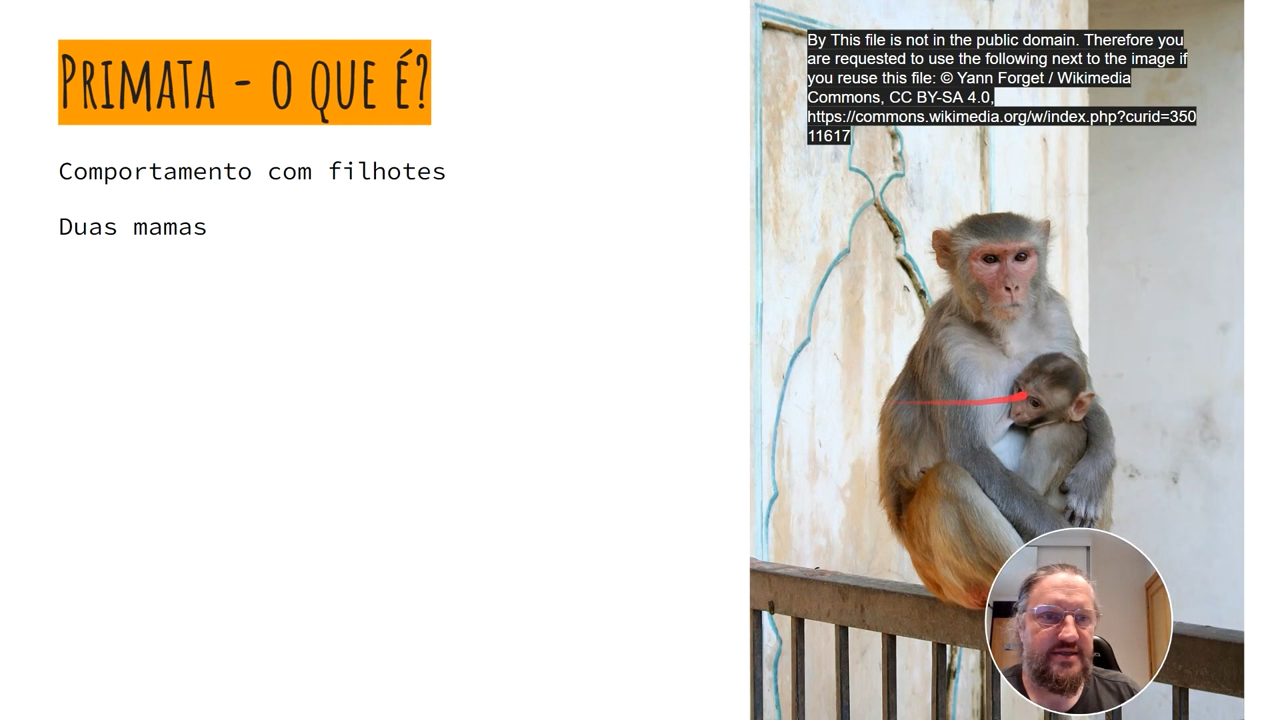 Primata - o que é?
Comportamento com filhotes
Duas mamas
By This file is not in the public domain. Therefore you
are requested to use the following next to the image if
you reuse this file: © Yann Forget / Wikimedia
Commons, CC BY-SA 4.0,
https://commons.wikimedia.org/w/index.php?curid=350
11617